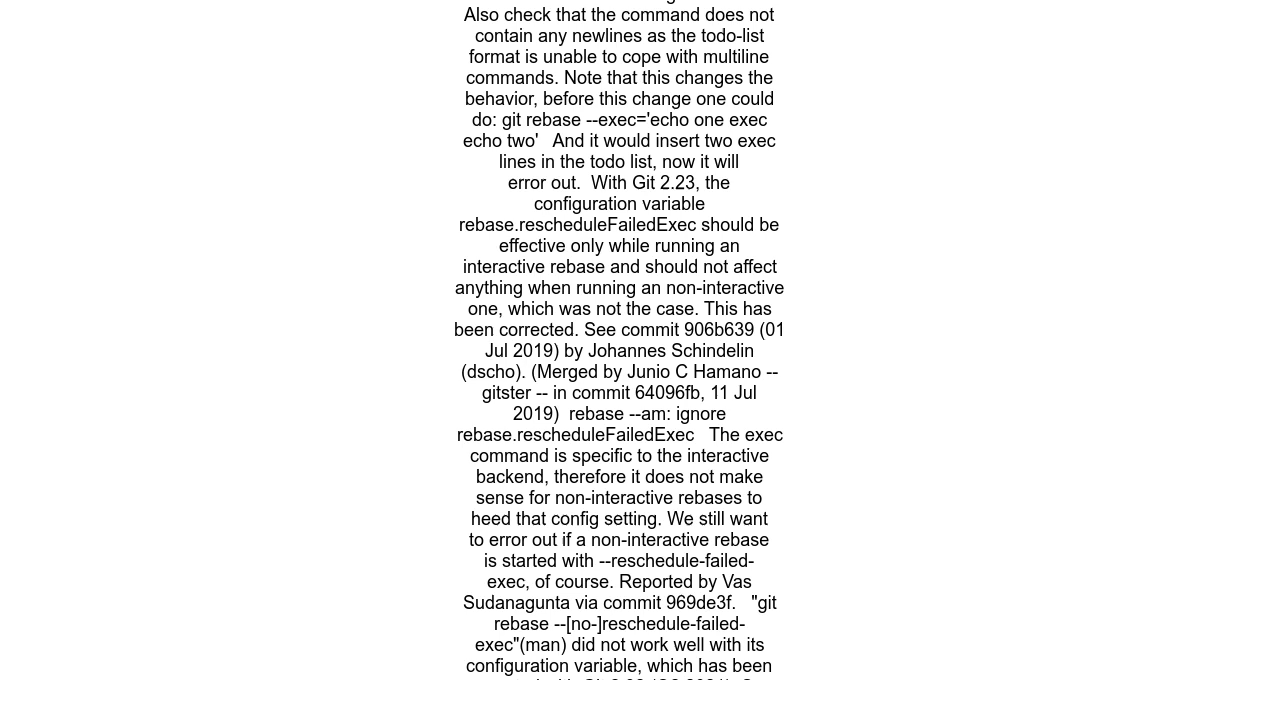 Also check that the command does not
contain any newlines as the todo-list
format is unable to cope with multiline
commands. Note that this changes the
behavior, before this change one could
do: git rebase --exec='echo one exec
echo two'   And it would insert two exec
lines in the todo list, now it will
error out.  With Git 2.23, the
configuration variable
rebase.rescheduleFailedExec should be
effective only while running an
interactive rebase and should not affect
anything when running an non-interactive
one, which was not the case. This has
been corrected. See commit 906b639 (01
Jul 2019) by Johannes Schindelin
(dscho). (Merged by Junio C Hamano --
gitster -- in commit 64096fb, 11 Jul
2019)  rebase --am: ignore
rebase.rescheduleFailedExec   The exec
command is specific to the interactive
backend, therefore it does not make
sense for non-interactive rebases to
heed that config setting. We still want
to error out if a non-interactive rebase
is started with --reschedule-failed-
exec, of course. Reported by Vas
Sudanagunta via commit 969de3f.   "git
rebase --[no-]reschedule-failed-
exec"(man) did not work well with its
configuration variable, which has been